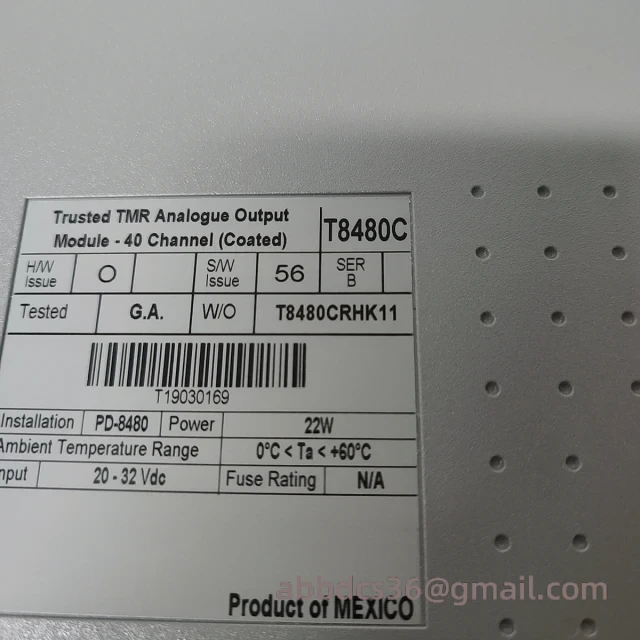 Trusted TMR Analogue Output
Module - 40 Channel (Coated)
T8480C
H/W Issue O S/W Issue 56 SER B
Tested G.A. W/O T8480CRHK11
T19030169
Installation PD-8480 Power 22W
Ambient Temperature Range 0°C < Ta < +60°C
nput 20 - 32 Vdc Fuse Rating N/A
abbdcs36@gmail.com
Product of MEXICO